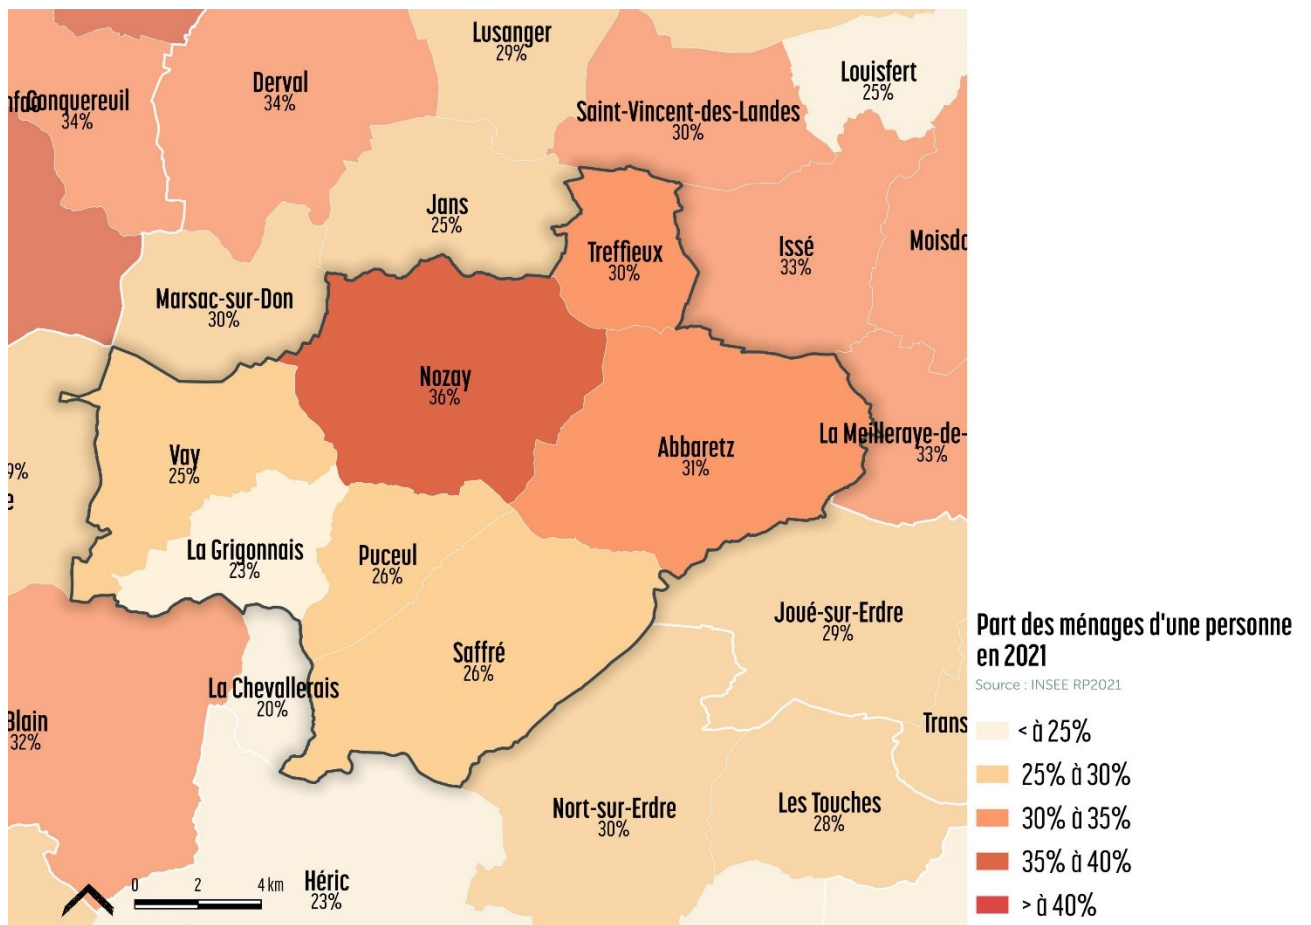 Lusanger
29%
Louisfert
25%
Derval
34%
Conquereuil
34%
Saint-Vincent-des-Landes
30%
Jans
25%
Treffieux
30%
Issé
33%
Moisdo
Marsac-sur-Don
30%
Nozay
36%
Vay
25%
Abbaretz
31%
La Meilleraye-de-
33%
9%
e
La Grigonnais
23%
Puceul
26%
Joué-sur-Erdre
29%
Saffré
26%
La Chevallerais
20%
Blain
32%
Trans
Nort-sur-Erdre
30%
Les Touches
28%
Héric
23%
0 2 4 km
Part des ménages d'une personne
en 2021
Source : INSEE RP2021
< à 25%
25% à 30%
30% à 35%
35% à 40%
> à 40%